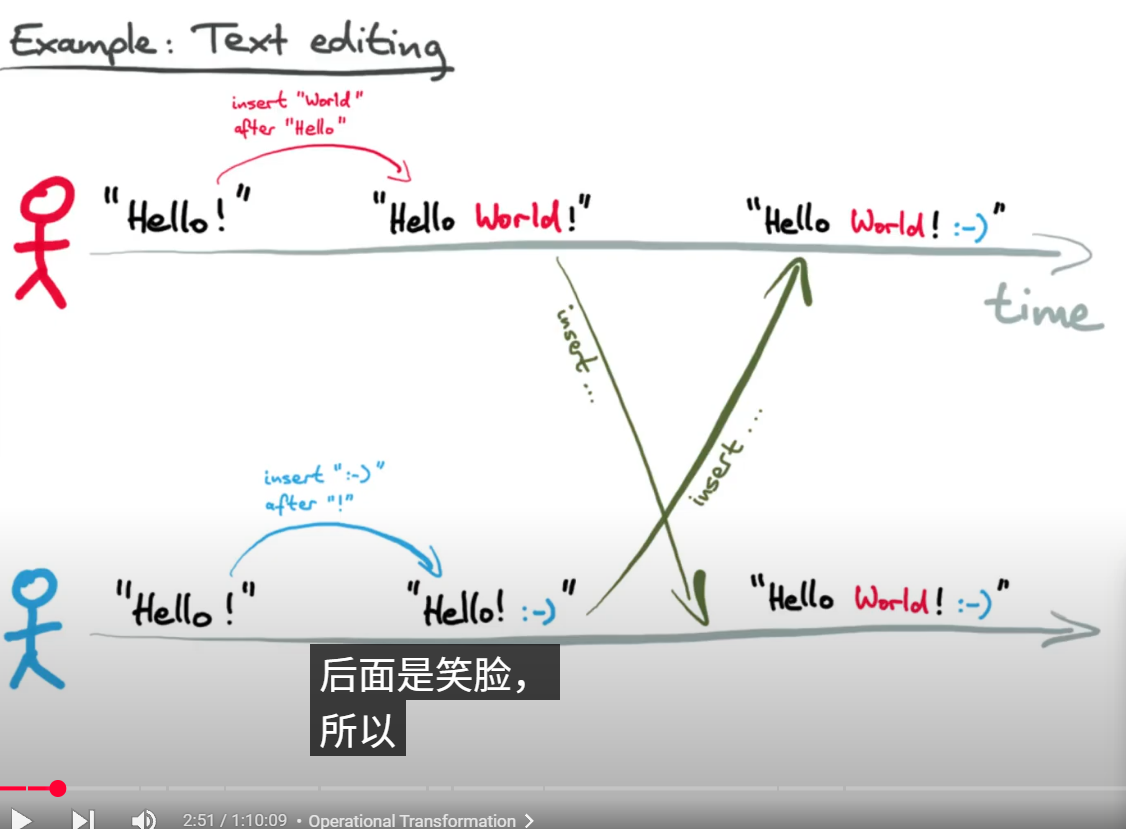 Example: Text editing
insert "World"
after "Hello"
"Hello!"
"Hello World!"
"Hello World! :-)"
time
insert ...
insert ....
insert ":-)"
after "!"
"Hello!"
"Hello! :-)"
"Hello World! :-)"
后面是笑脸，
所以
2:51 / 1:10:09 • Operational Transformation >